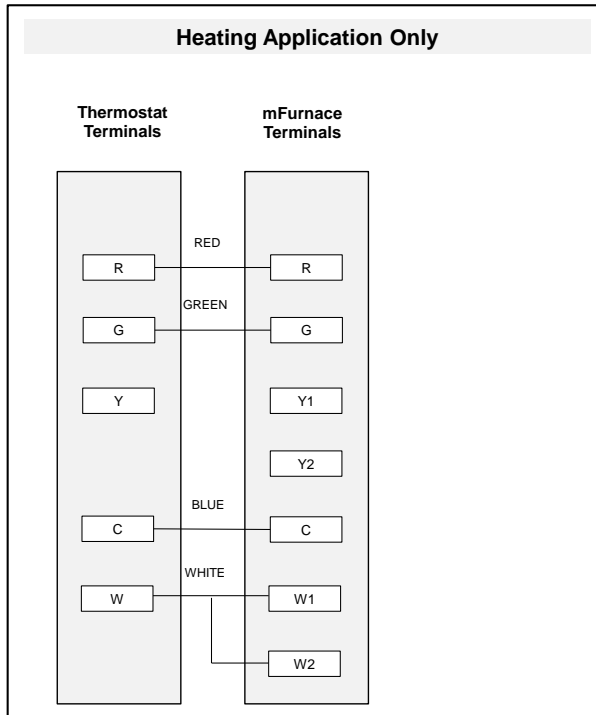 Heating Application Only
Thermostat
Terminals
mFurnace
Terminals
RED
R
R
GREEN
G
G
Y
Y1
Y2
BLUE
C
C
WHITE
W
W1
W2